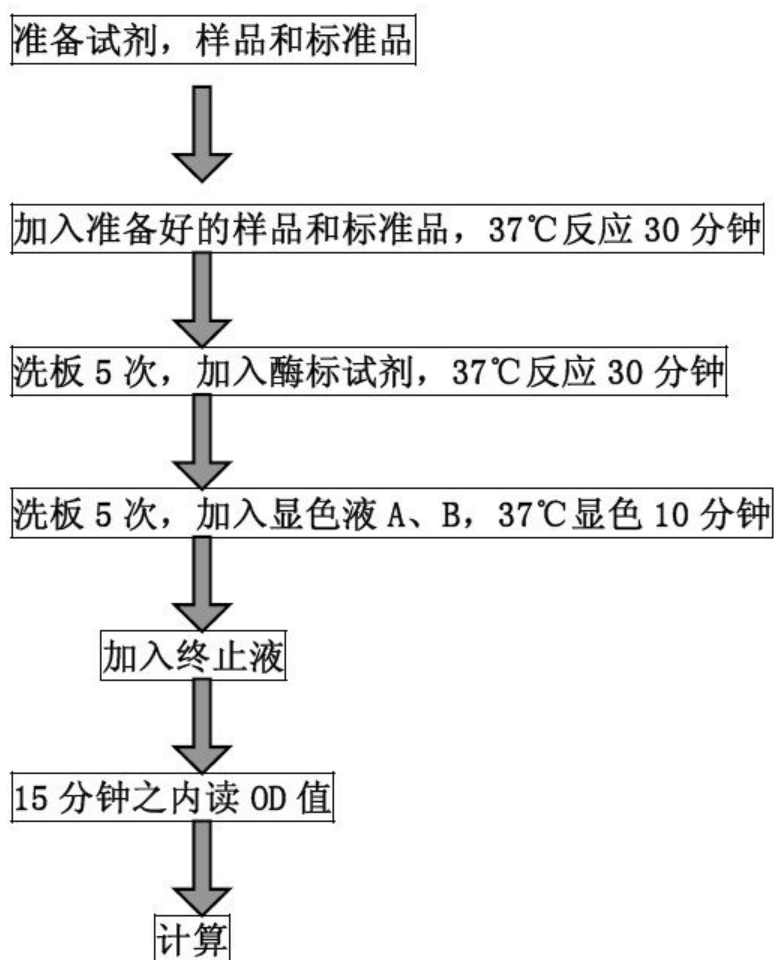 准备试剂，样品和标准品
加入准备好的样品和标准品，37℃反应 30 分钟
洗板 5 次，加入酶标试剂，37℃反应 30 分钟
洗板 5 次，加入显色液 A、B，37℃显色 10 分钟
加入终止液
15 分钟之内读 OD 值
计算